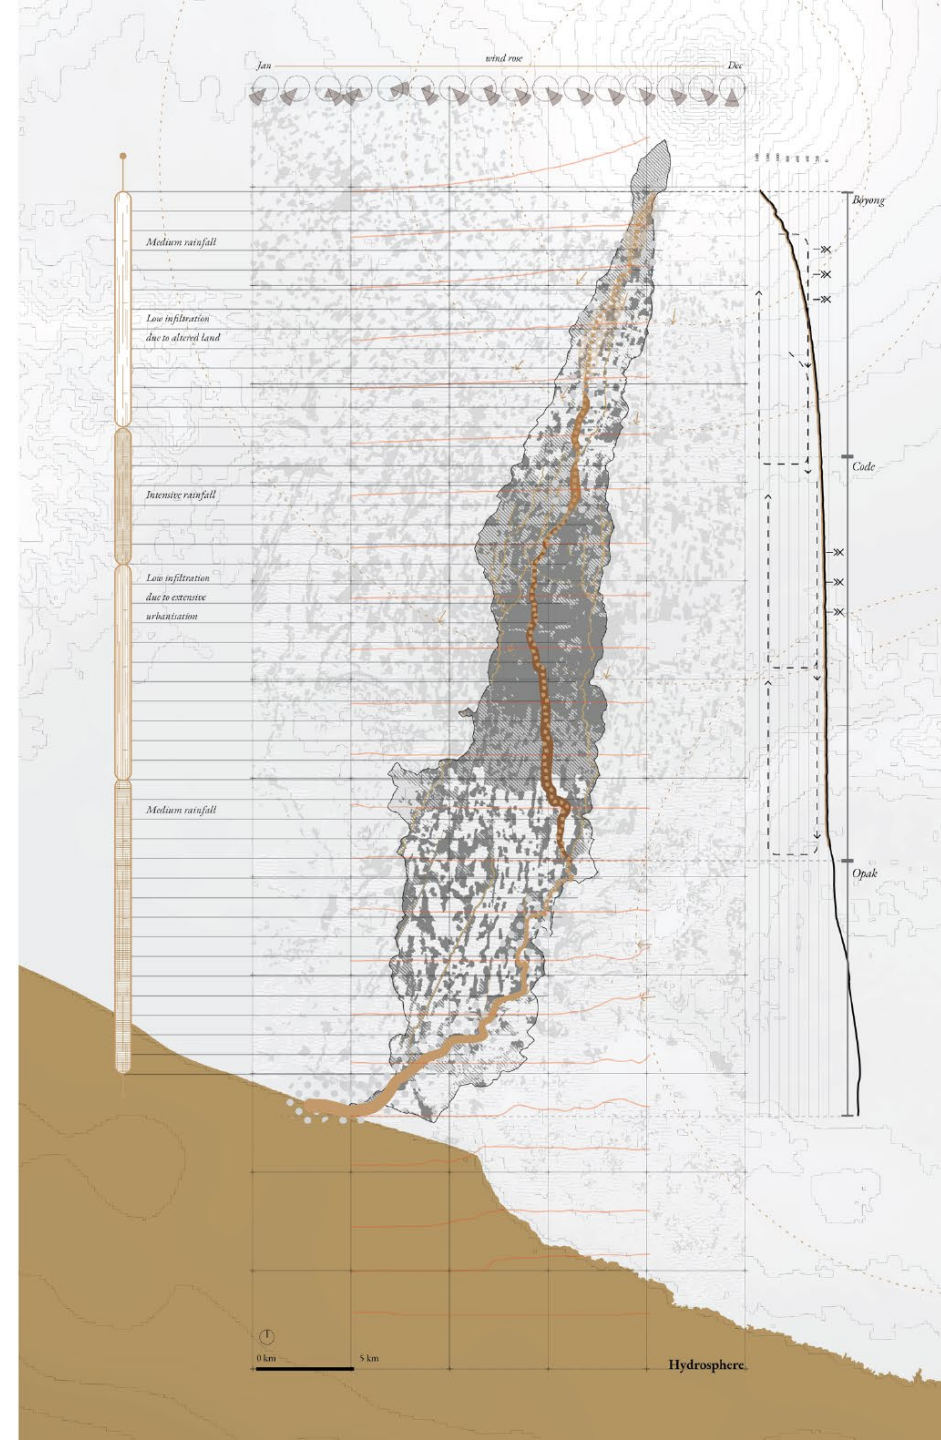 wind rose
Jan
Dec
Boyong
Medium rainfall
Low infiltration
due to altered land
Code
Intensive rainfall
Low infiltration
due to extensive
urbanisation
Medium rainfall
Opak
0 km
5 km
Hydrosphere